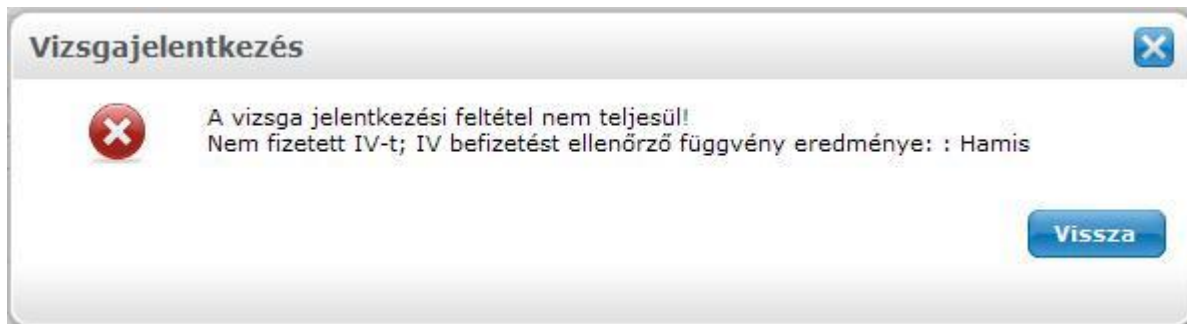 Vizsgajelentkezés
A vizsga jelentkezési feltétel nem teljesül!
Nem fizetett IV-t; IV befizetést ellenőrző függvény eredménye: : Hamis
Vissza